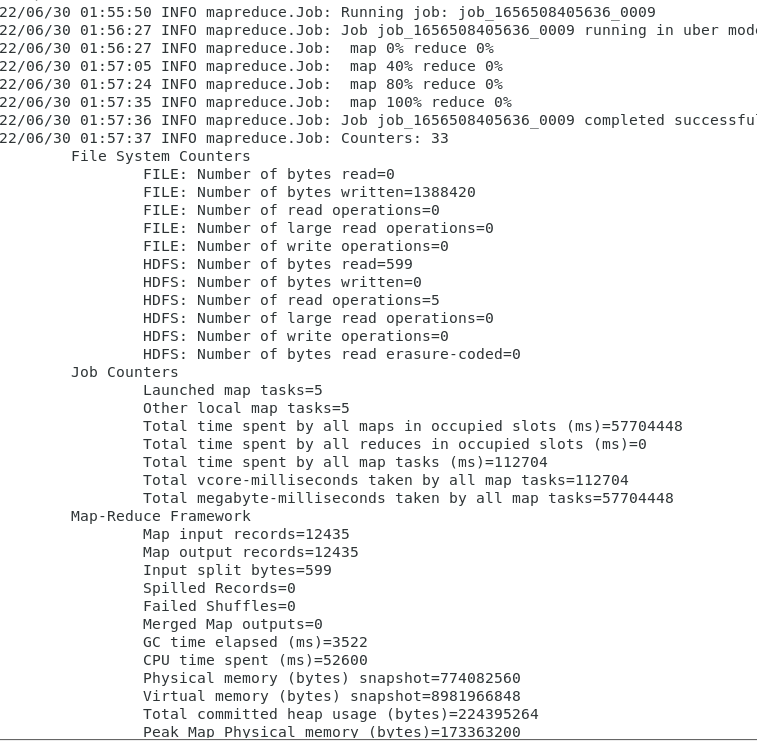 22/06/30 01:55:50 INFO mapreduce.Job: Running job: job_1656508405636_0009
22/06/30 01:56:27 INFO mapreduce.Job: Job job_1656508405636_0009 running in uber mod
22/06/30 01:56:27 INFO mapreduce.Job:  map 0% reduce 0%
22/06/30 01:57:05 INFO mapreduce.Job:  map 40% reduce 0%
22/06/30 01:57:24 INFO mapreduce.Job:  map 80% reduce 0%
22/06/30 01:57:35 INFO mapreduce.Job:  map 100% reduce 0%
22/06/30 01:57:36 INFO mapreduce.Job: Job job_1656508405636_0009 completed successfu
22/06/30 01:57:37 INFO mapreduce.Job: Counters: 33
File System Counters
FILE: Number of bytes read=0
FILE: Number of bytes written=1388420
FILE: Number of read operations=0
FILE: Number of large read operations=0
FILE: Number of write operations=0
HDFS: Number of bytes read=599
HDFS: Number of bytes written=0
HDFS: Number of read operations=5
HDFS: Number of large read operations=0
HDFS: Number of write operations=0
HDFS: Number of bytes read erasure-coded=0
Job Counters
Launched map tasks=5
Other local map tasks=5
Total time spent by all maps in occupied slots (ms)=57704448
Total time spent by all reduces in occupied slots (ms)=0
Total time spent by all map tasks (ms)=112704
Total vcore-milliseconds taken by all map tasks=112704
Total megabyte-milliseconds taken by all map tasks=57704448
Map-Reduce Framework
Map input records=12435
Map output records=12435
Input split bytes=599
Spilled Records=0
Failed Shuffles=0
Merged Map outputs=0
GC time elapsed (ms)=3522
CPU time spent (ms)=52600
Physical memory (bytes) snapshot=774082560
Virtual memory (bytes) snapshot=8981966848
Total committed heap usage (bytes)=224395264
Peak Map Physical memory (bytes)=173363200